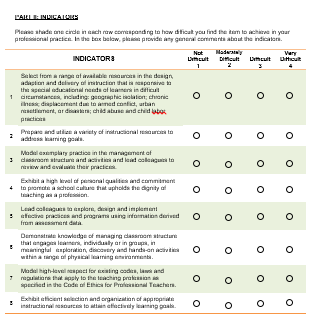 PART II: INDICATORS
Please shade one circle in each row corresponding to how difficult you find the item to achieve in your
professional practice. In the box below, please provide any general comments about the indicators.
INDICATORS
Not
Difficult
1
Moderately
Difficult
2
Difficult
3
Very
Difficult
4
1
Select from a range of available resources in the design,
adaption and delivery of instruction that is responsive to
the special educational needs of learners in difficult
circumstances, including: geographic isolation; chronic
illness; displacement due to armed conflict, urban
resettlement, or disasters; child abuse and child labor
practices
2
Prepare and utilize a variety of instructional resources to
address learning goals.
3
Model exemplary practice in the management of
classroom structure and activities and lead colleagues to
review and evaluate their practices.
4
Exhibit a high level of personal qualities and commitment
to promote a school culture that upholds the dignity of
teaching as a profession.
5
Lead colleagues to explore, design and implement
effective practices and programs using information derived
from assessment data.
6
Demonstrate knowledge of managing classroom structure
that engages learners, individually or in groups, in
meaningful exploration, discovery and hands-on activities
within a range of physical learning environments.
7
Model high-level respect for existing codes, laws and
regulations that apply to the teaching profession as
specified in the Code of Ethics for Professional Teachers.
8
Exhibit efficient selection and organization of appropriate
instructional resources to attain effectively learning goals.